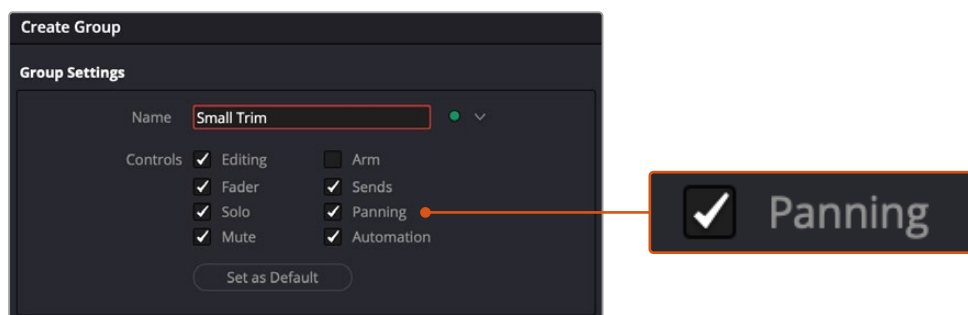 Create Group
Group Settings
Name Small Trim
Controls Editing Arm
Fader Sends
Solo Panning
Mute Automation
Set as Default
Panning